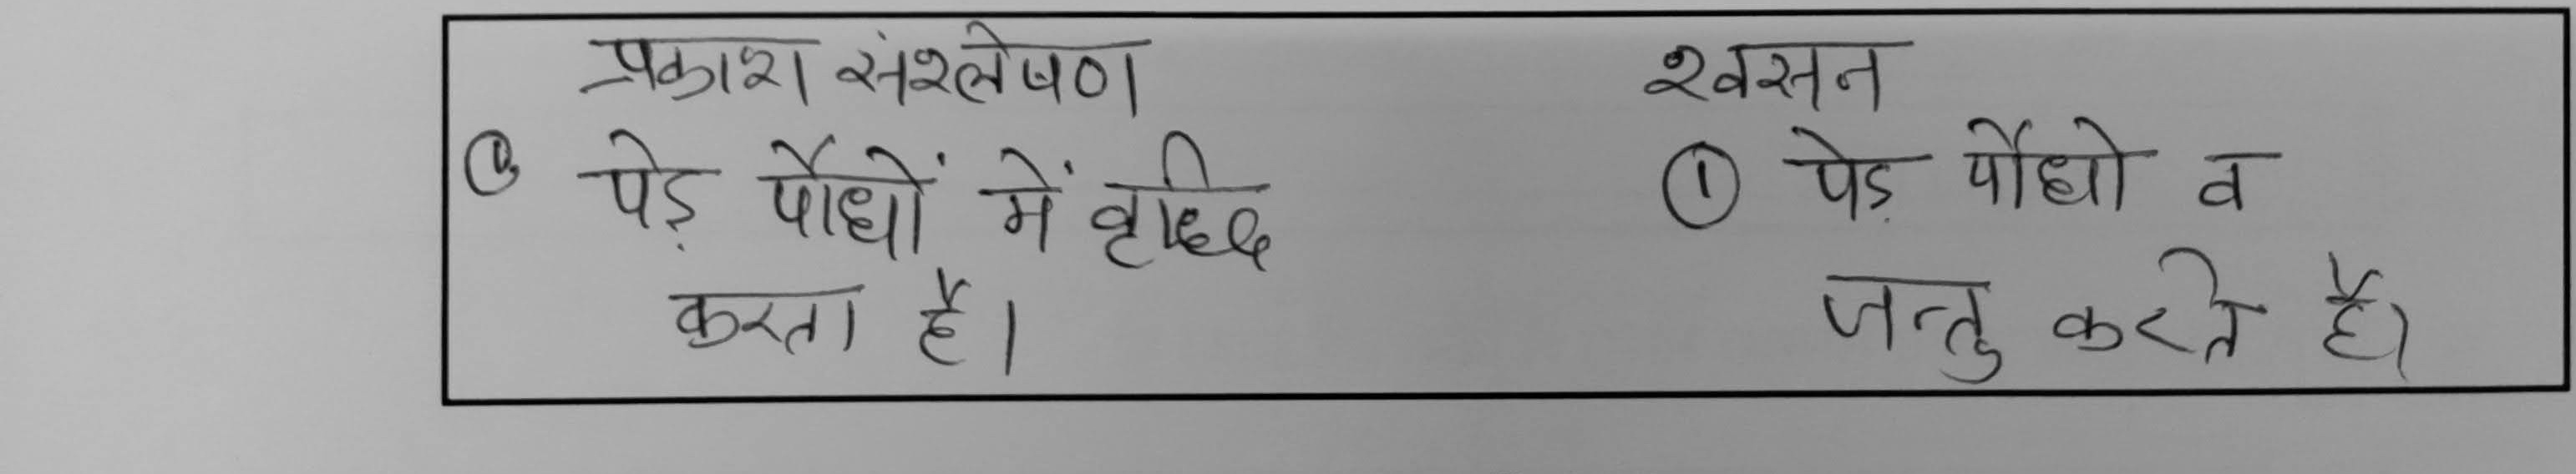 प्रकाश संश्लेषण
① पेड़ पौधों में वृद्धि
करता है।
श्वसन
① पेड़ पौधो व
जन्तु करते है।